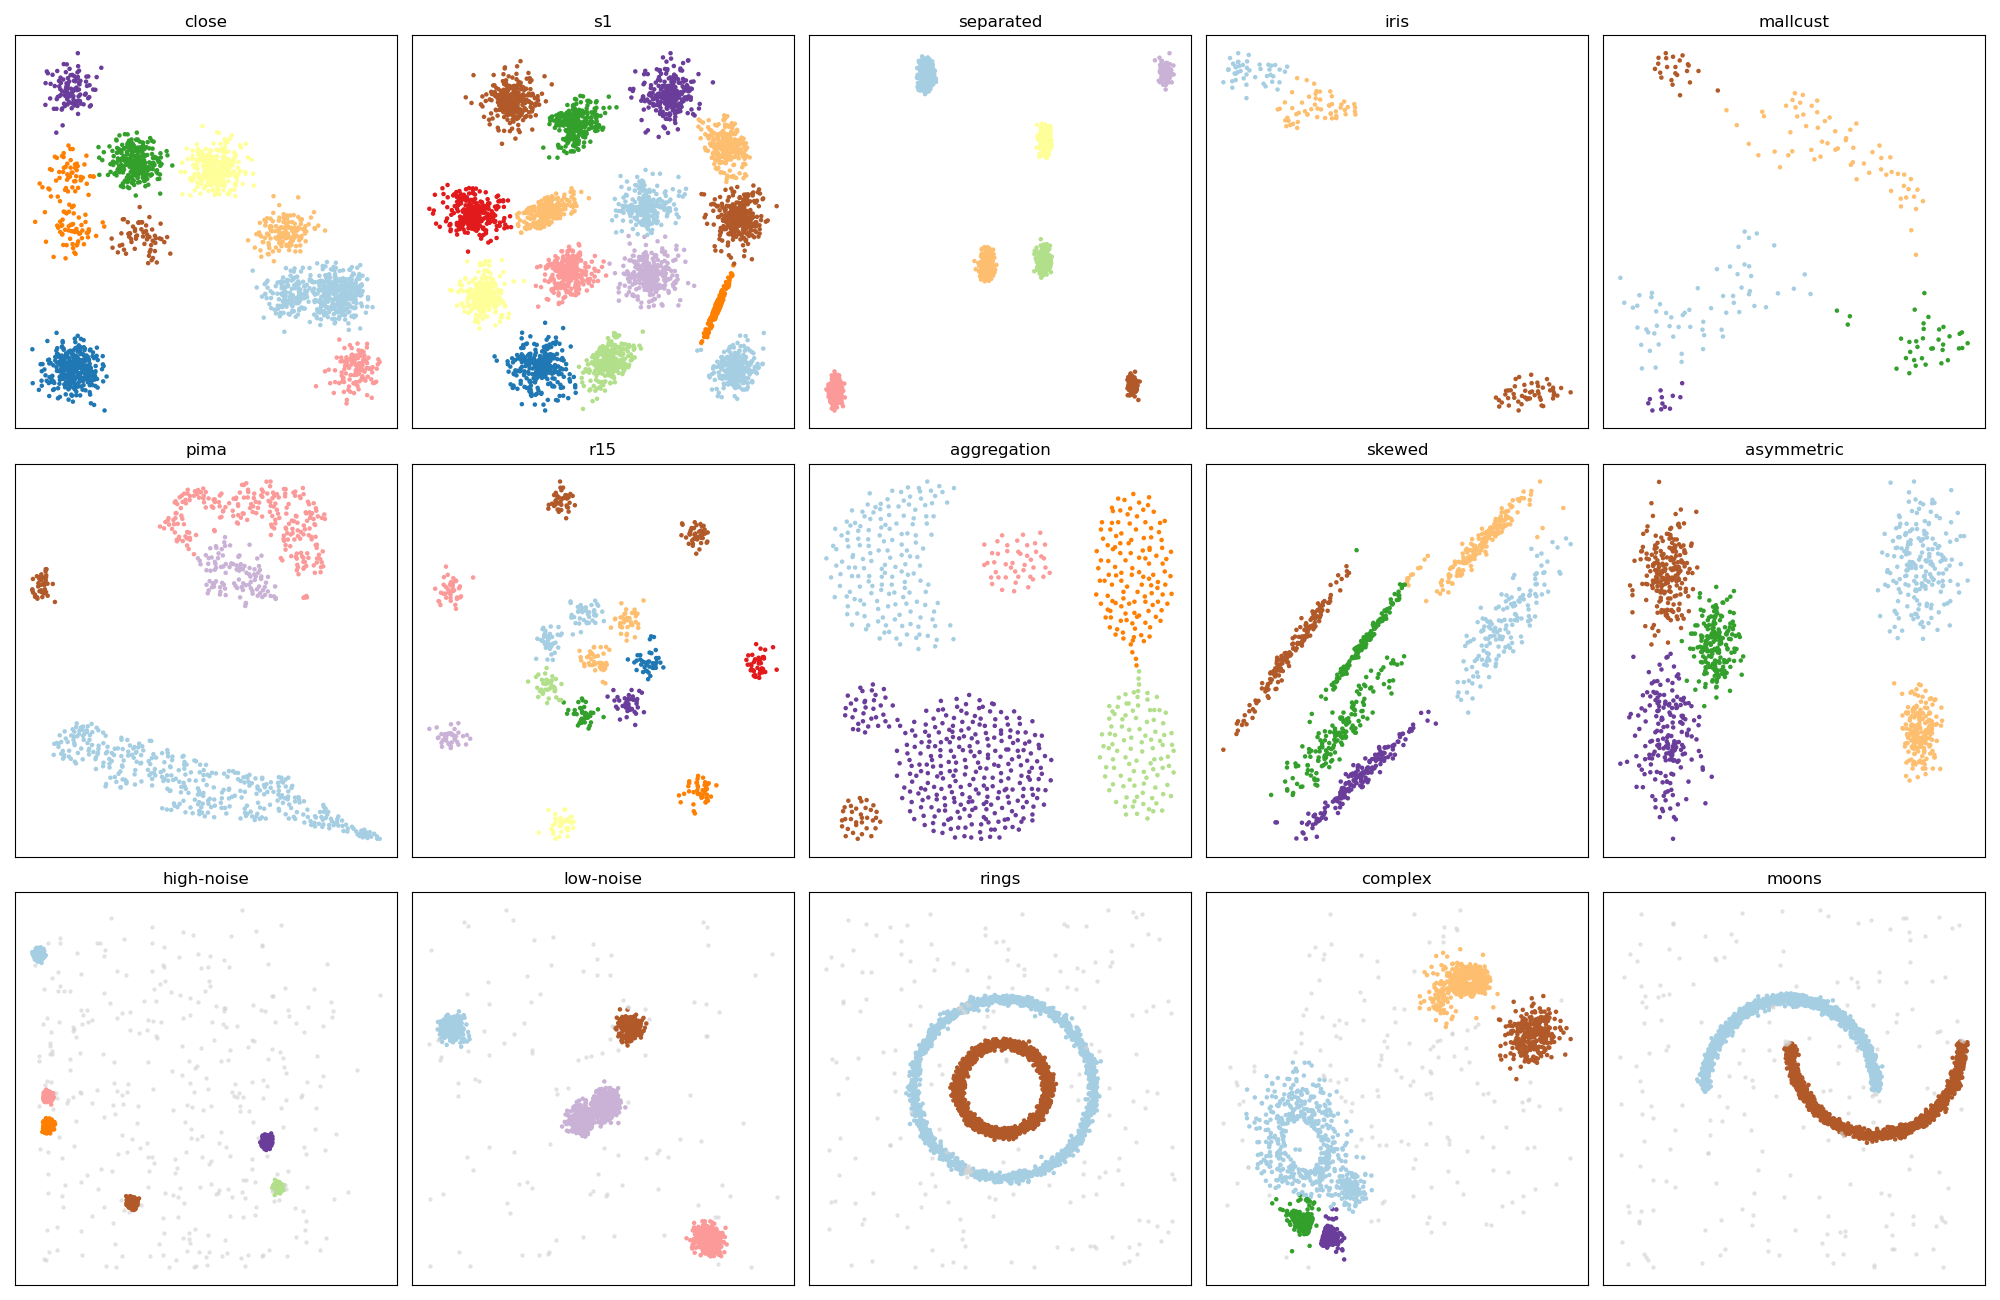 close
s1
separated
iris
mallcust
pima
r15
aggregation
skewed
asymmetric
high-noise
low-noise
rings
complex
moons